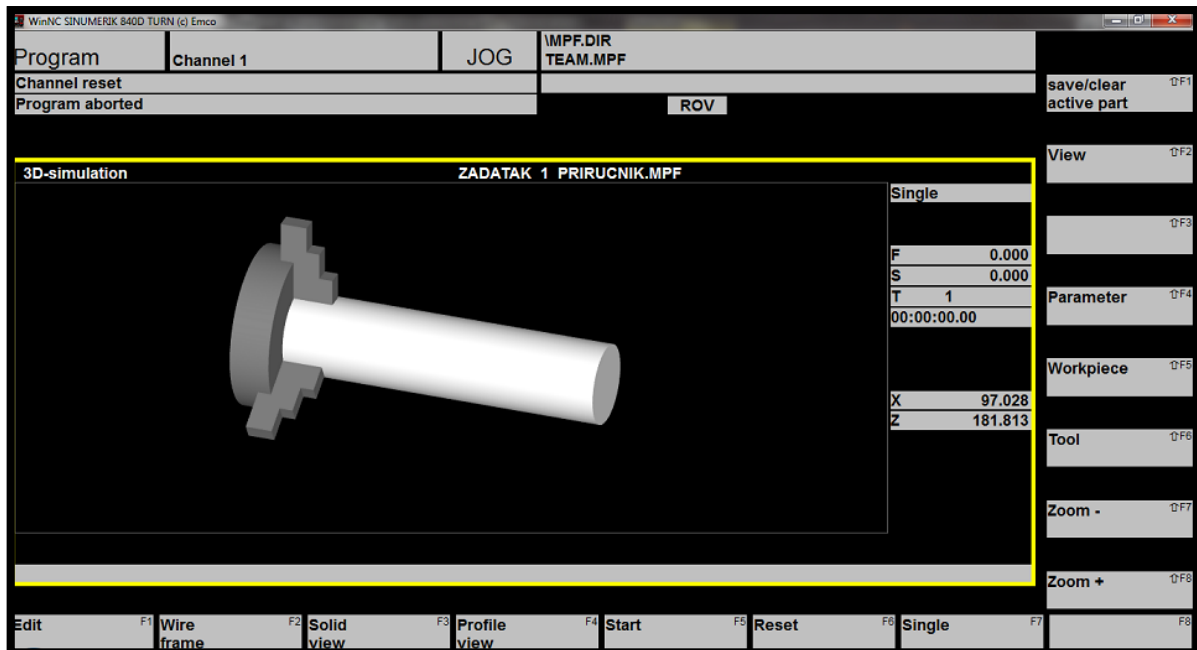 WinNC SINUMERIK 840D TURN (c) Emco
Program
Channel 1
JOG
\MPF.DIR
TEAM.MPF
Channel reset
Program aborted
ROV
save/clear
active part
⇧F1
3D-simulation
ZADATAK 1 PRIRUCNIK.MPF
View
⇧F2
Single
⇧F3
F 0.000
S 0.000
T 1
00:00:00.00
Parameter
⇧F4
Workpiece
⇧F5
X 97.028
Z 181.813
Tool
⇧F6
Zoom -
⇧F7
Zoom +
⇧F8
Edit
F1
Wire
frame
F2
Solid
view
F3
Profile
view
F4
Start
F5
Reset
F6
Single
F7
F8